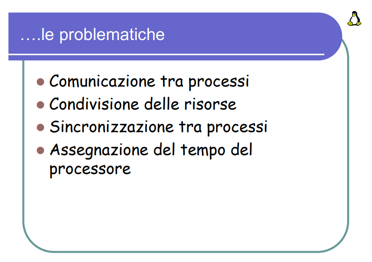 ....le problematiche
Comunicazione tra processi
Condivisione delle risorse
Sincronizzazione tra processi
Assegnazione del tempo del
processore